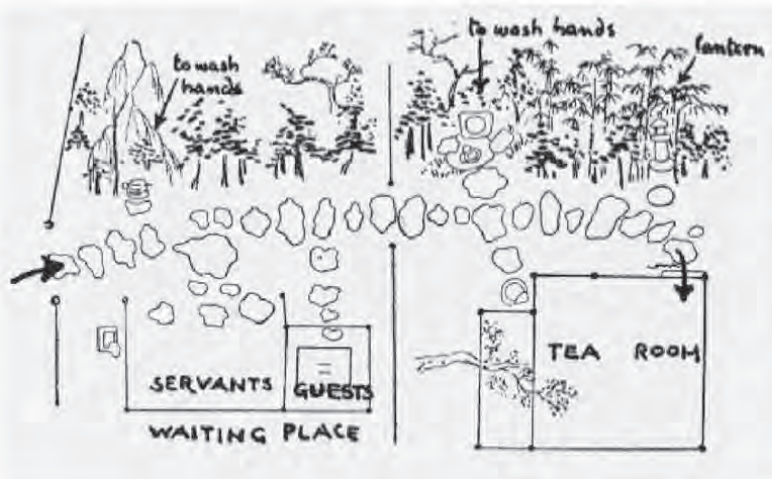 to wash
hands
to wash hands
lantern
TEA ROOM
SERVANTS
GUESTS
WAITING PLACE